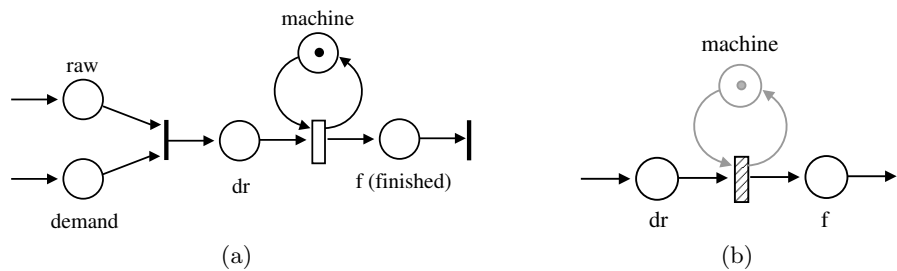 machine
raw
dr
f (finished)
demand
(a)
machine
dr
f
(b)